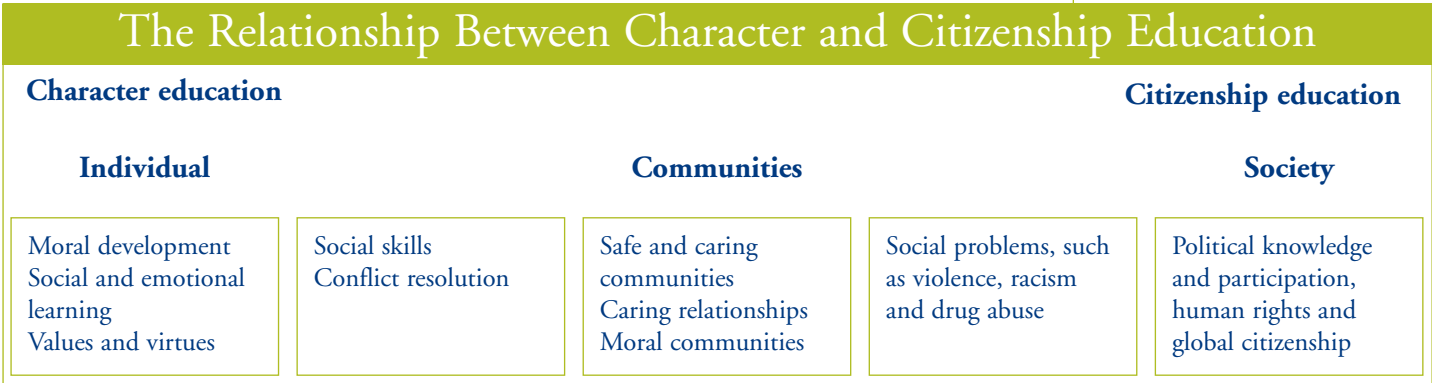 The Relationship Between Character and Citizenship Education
Character education
Citizenship education
Individual
Communities
Society
Moral development
Social and emotional
learning
Values and virtues
Social skills
Conflict resolution
Safe and caring
communities
Caring relationships
Moral communities
Social problems, such
as violence, racism
and drug abuse
Political knowledge
and participation,
human rights and
global citizenship